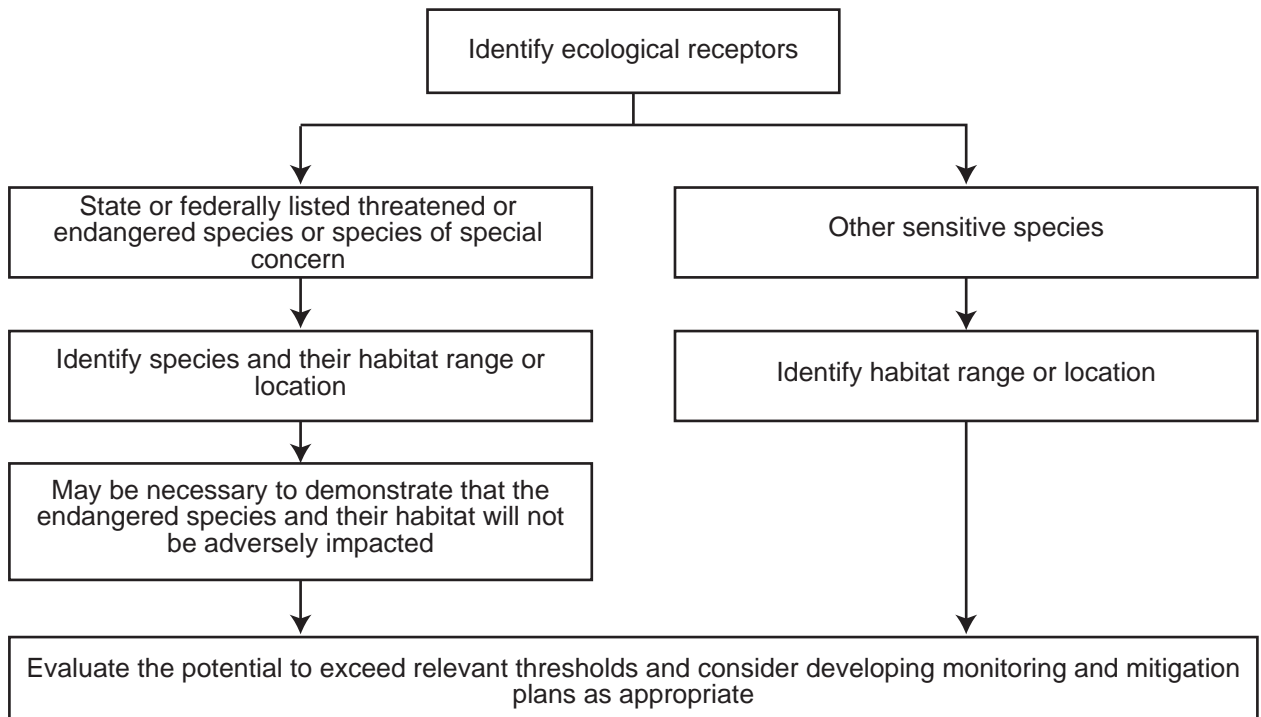 Identify ecological receptors
State or federally listed threatened or
endangered species or species of special
concern
Other sensitive species
Identify species and their habitat range or
location
Identify habitat range or location
May be necessary to demonstrate that the
endangered species and their habitat will not
be adversely impacted
Evaluate the potential to exceed relevant thresholds and consider developing monitoring and mitigation
plans as appropriate